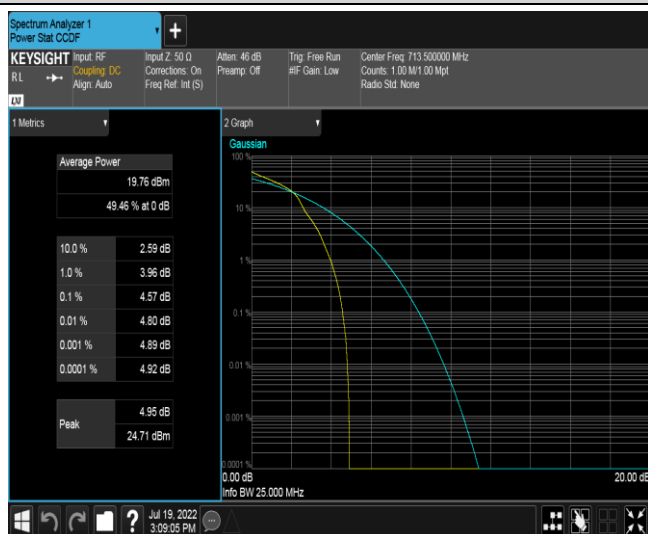 Spectrum Analyzer 1
Power Stat CCDF
+
KEYSIGHT
RL
LXI
Input: RF
Coupling: DC
Align: Auto
Input Z: 50 Ω
Corrections: On
Freq Ref: Int (S)
Atten: 46 dB
Preamp: Off
Trig: Free Run
#IF Gain: Low
Center Freq: 713.500000 MHz
Counts: 1.00 M/1.00 Mpt
Radio Std: None
1 Metrics
Average Power
19.76 dBm
49.46 % at 0 dB
10.0 % 2.59 dB
1.0 % 3.96 dB
0.1 % 4.57 dB
0.01 % 4.80 dB
0.001 % 4.89 dB
0.0001 % 4.92 dB
Peak
4.95 dB
24.71 dBm
2 Graph
Gaussian
100 %
10 %
1 %
0.1 %
0.01 %
0.001 %
0.0001 %
0.00 dB 20.00 dB
Info BW 25.000 MHz
?
Jul 19, 2022
3:09:05 PM